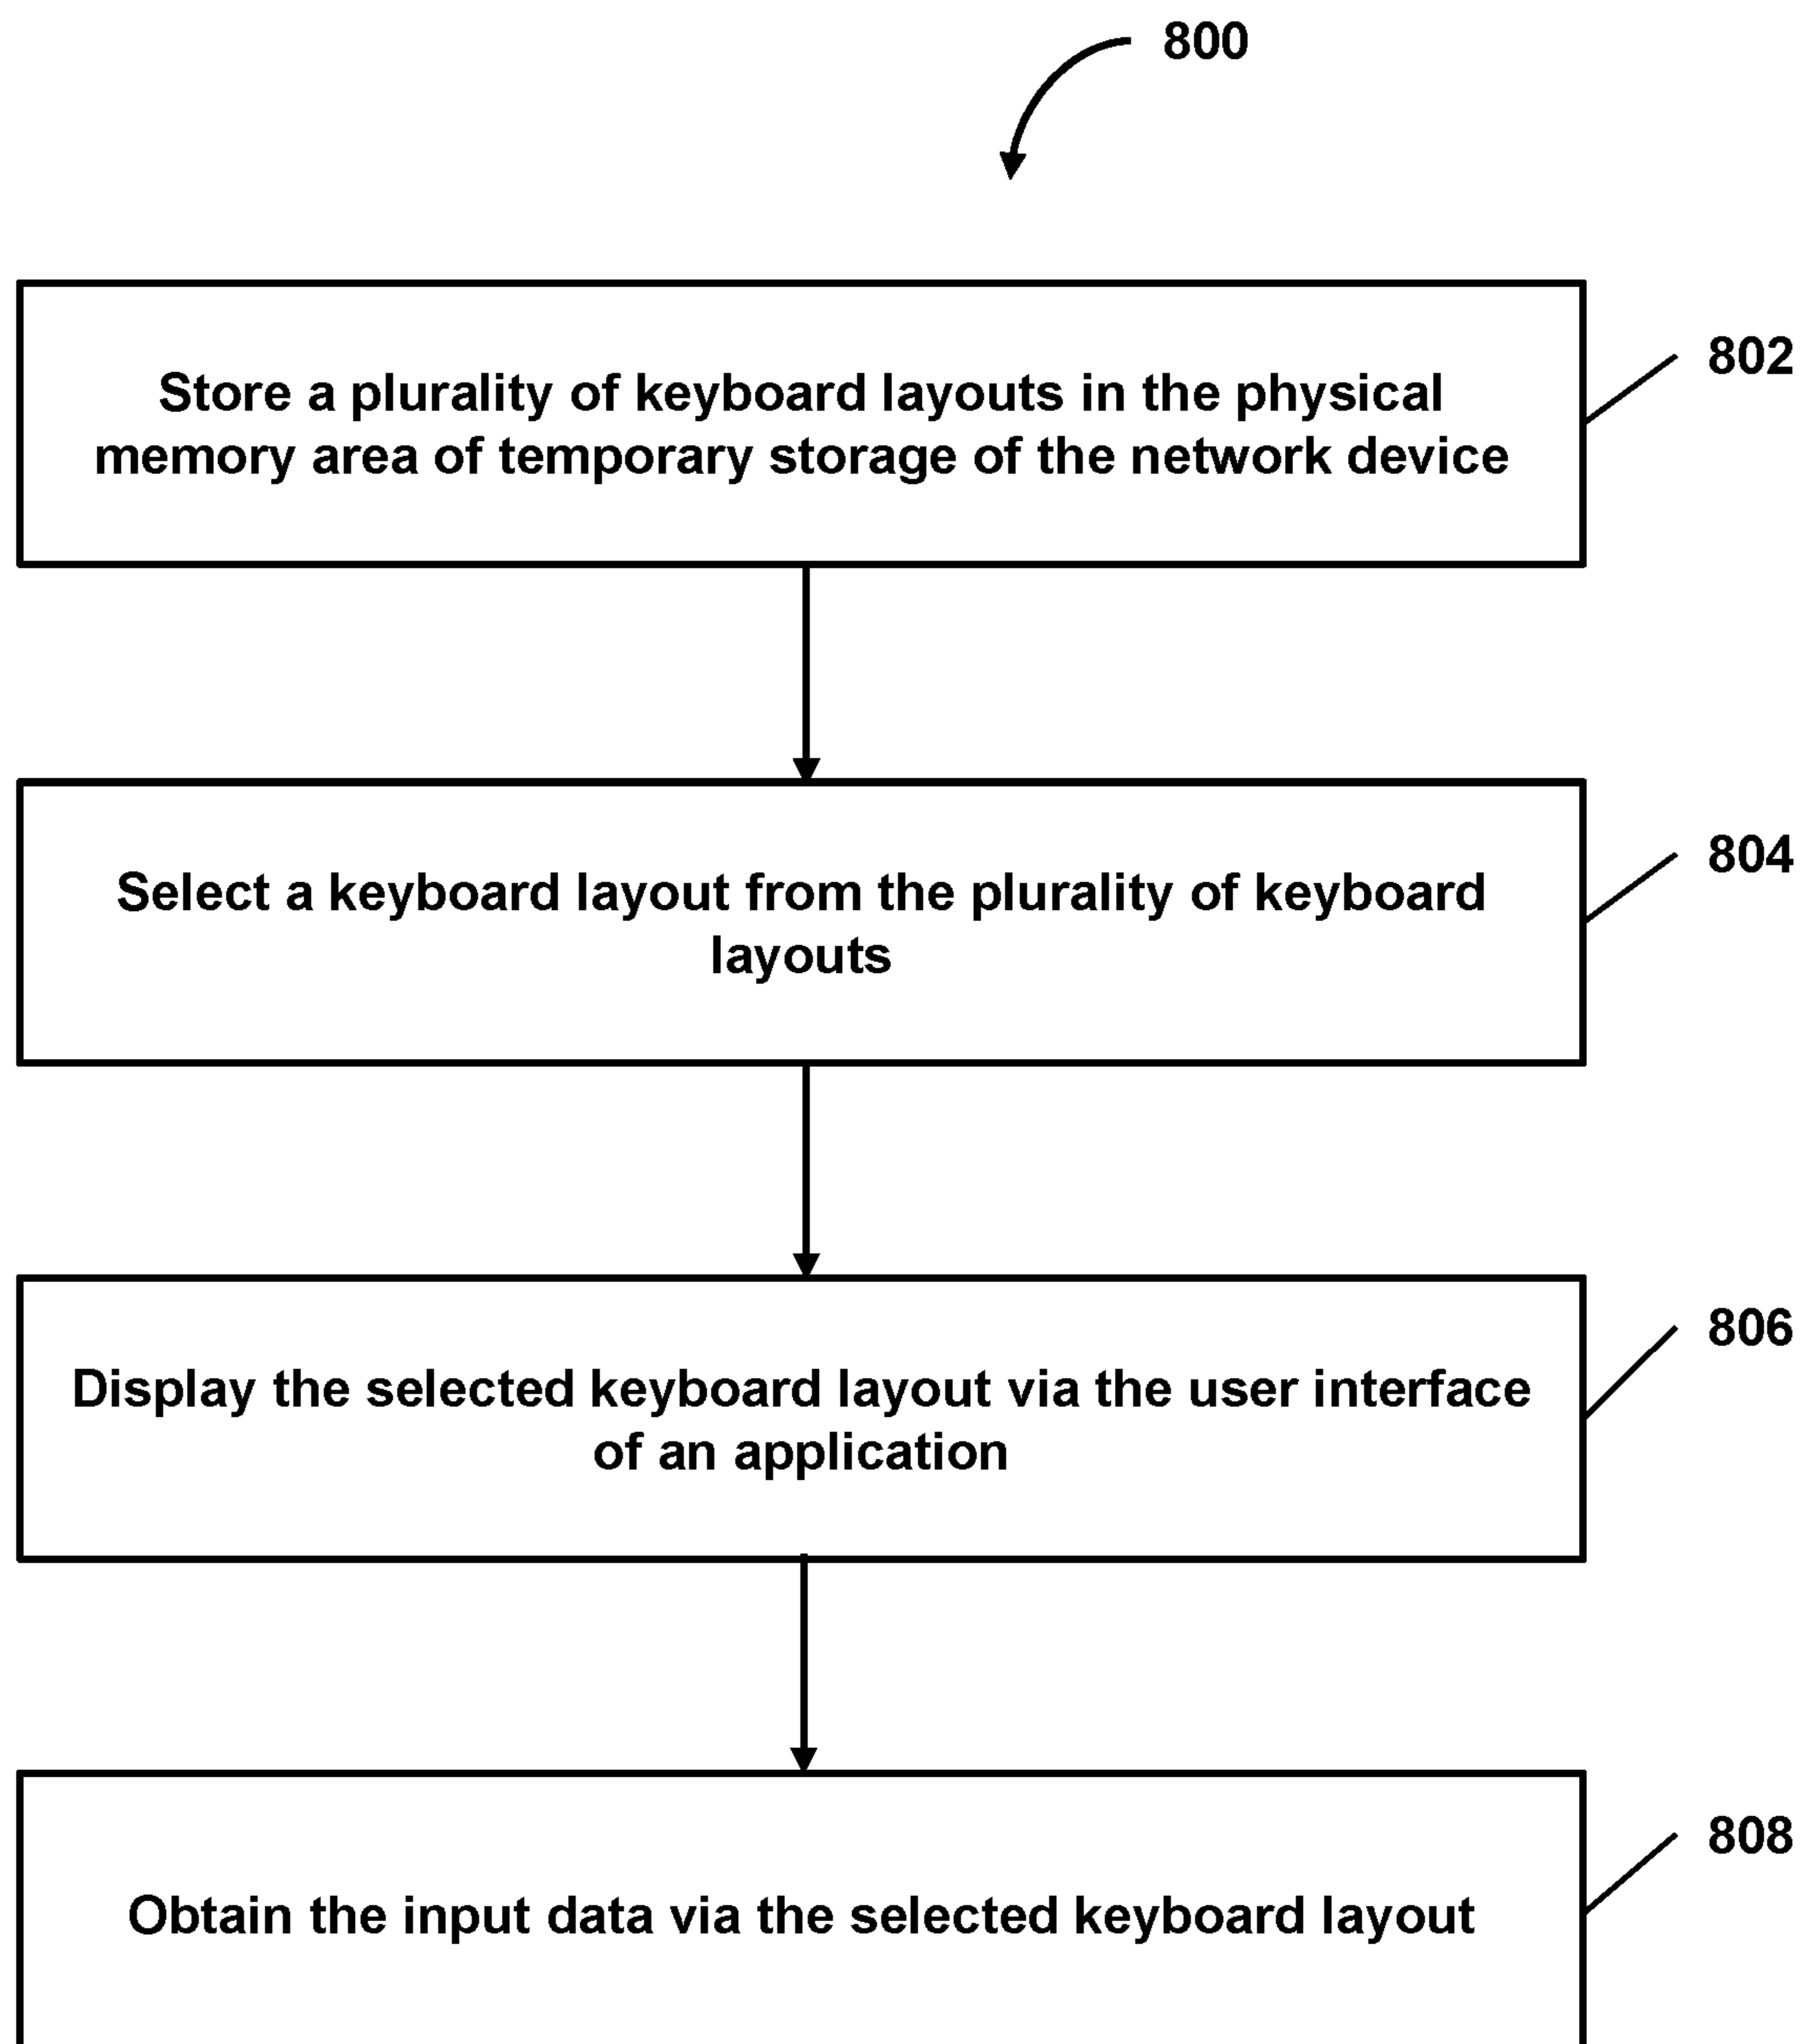 800
Store a plurality of keyboard layouts in the physical
memory area of temporary storage of the network device
802
Select a keyboard layout from the plurality of keyboard
layouts
804
Display the selected keyboard layout via the user interface
of an application
806
Obtain the input data via the selected keyboard layout
808